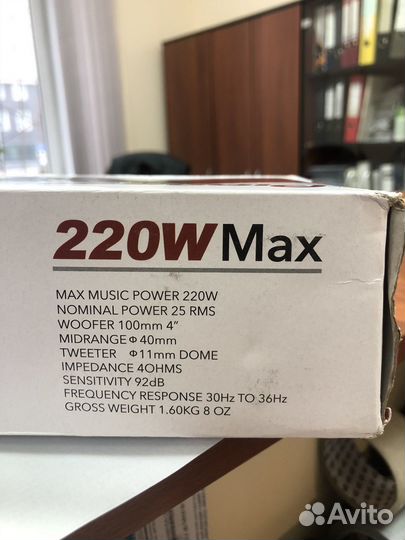 220W Max
MAX MUSIC POWER 220W
NOMINAL POWER 25 RMS
WOOFER 100mm 4"
MIDRANGE Φ 40mm
TWEETER Φ 11mm DOME
IMPEDANCE 4OHMS
SENSITIVITY 92dB
FREQUENCY RESPONSE 30Hz TO 36Hz
GROSS WEIGHT 1.60KG 8 OZ
Avito